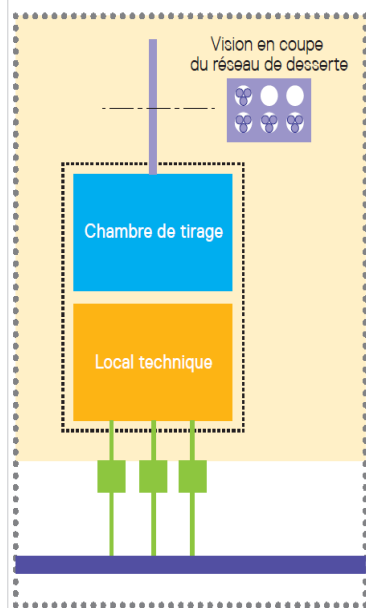 Vision en coupe
du réseau de desserte
Chambre de tirage
Local technique